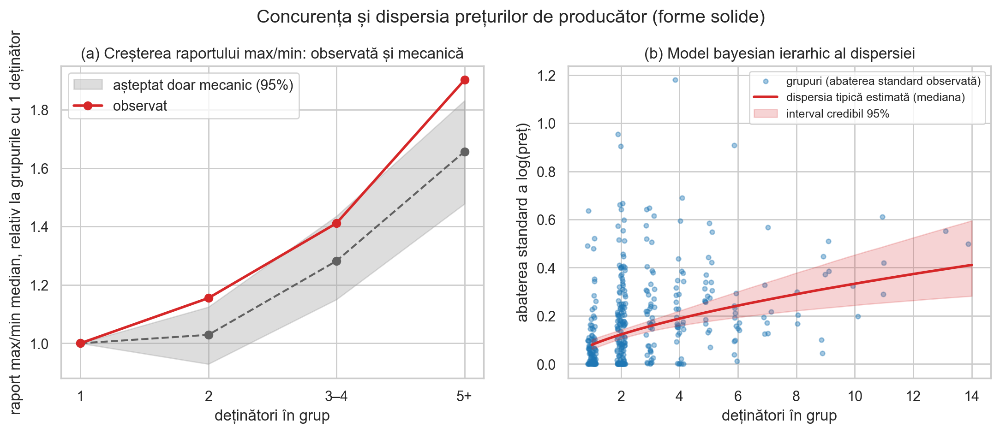 Concurența și dispersia prețurilor de producător (forme solide)
(a) Creșterea raportului max/min: observată și mecanică
raport max/min median, relativ la grupurile cu 1 deținător
așteptat doar mecanic (95%)
observat
1.8
1.6
1.4
1.2
1.0
1
2
3–4
5+
deținători în grup
(b) Model bayesian ierarhic al dispersiei
abaterea standard a log(preț)
grupuri (abaterea standard observată)
dispersia tipică estimată (mediana)
interval credibil 95%
1.2
1.0
0.8
0.6
0.4
0.2
0.0
2
4
6
8
10
12
14
deținători în grup